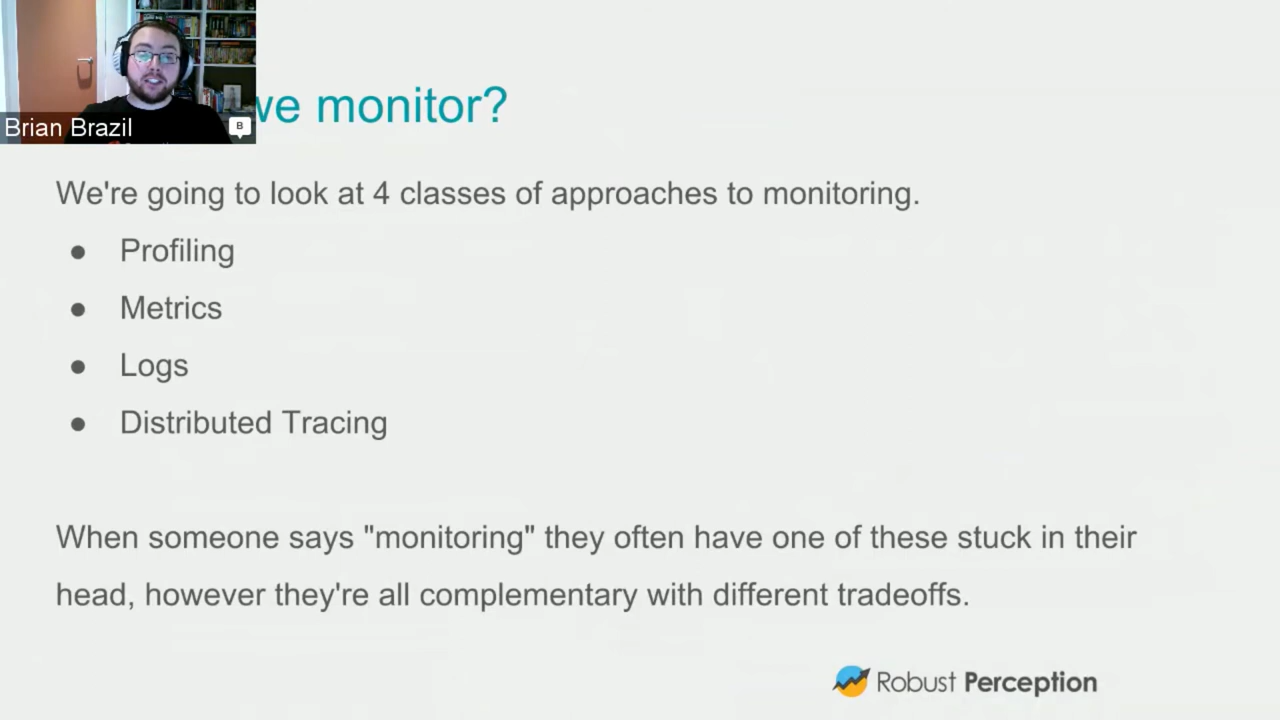 we monitor?
Brian Brazil
B
We're going to look at 4 classes of approaches to monitoring.
● Profiling
● Metrics
● Logs
● Distributed Tracing
When someone says "monitoring" they often have one of these stuck in their
head, however they're all complementary with different tradeoffs.
Robust Perception